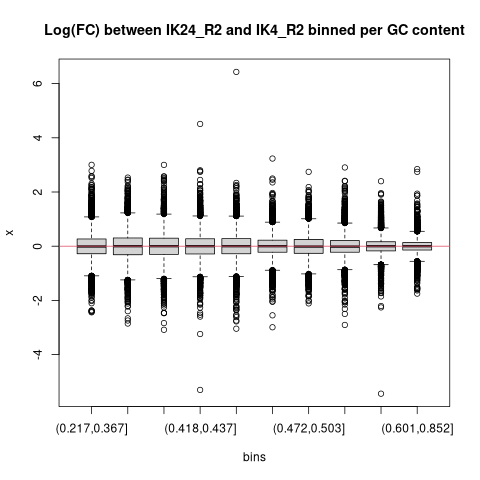 Log(FC) between IK24_R2 and IK4_R2 binned per GC content
6
4
2
0
-2
-4
x
(0.217,0.367] (0.418,0.437] (0.472,0.503] (0.601,0.852]
bins